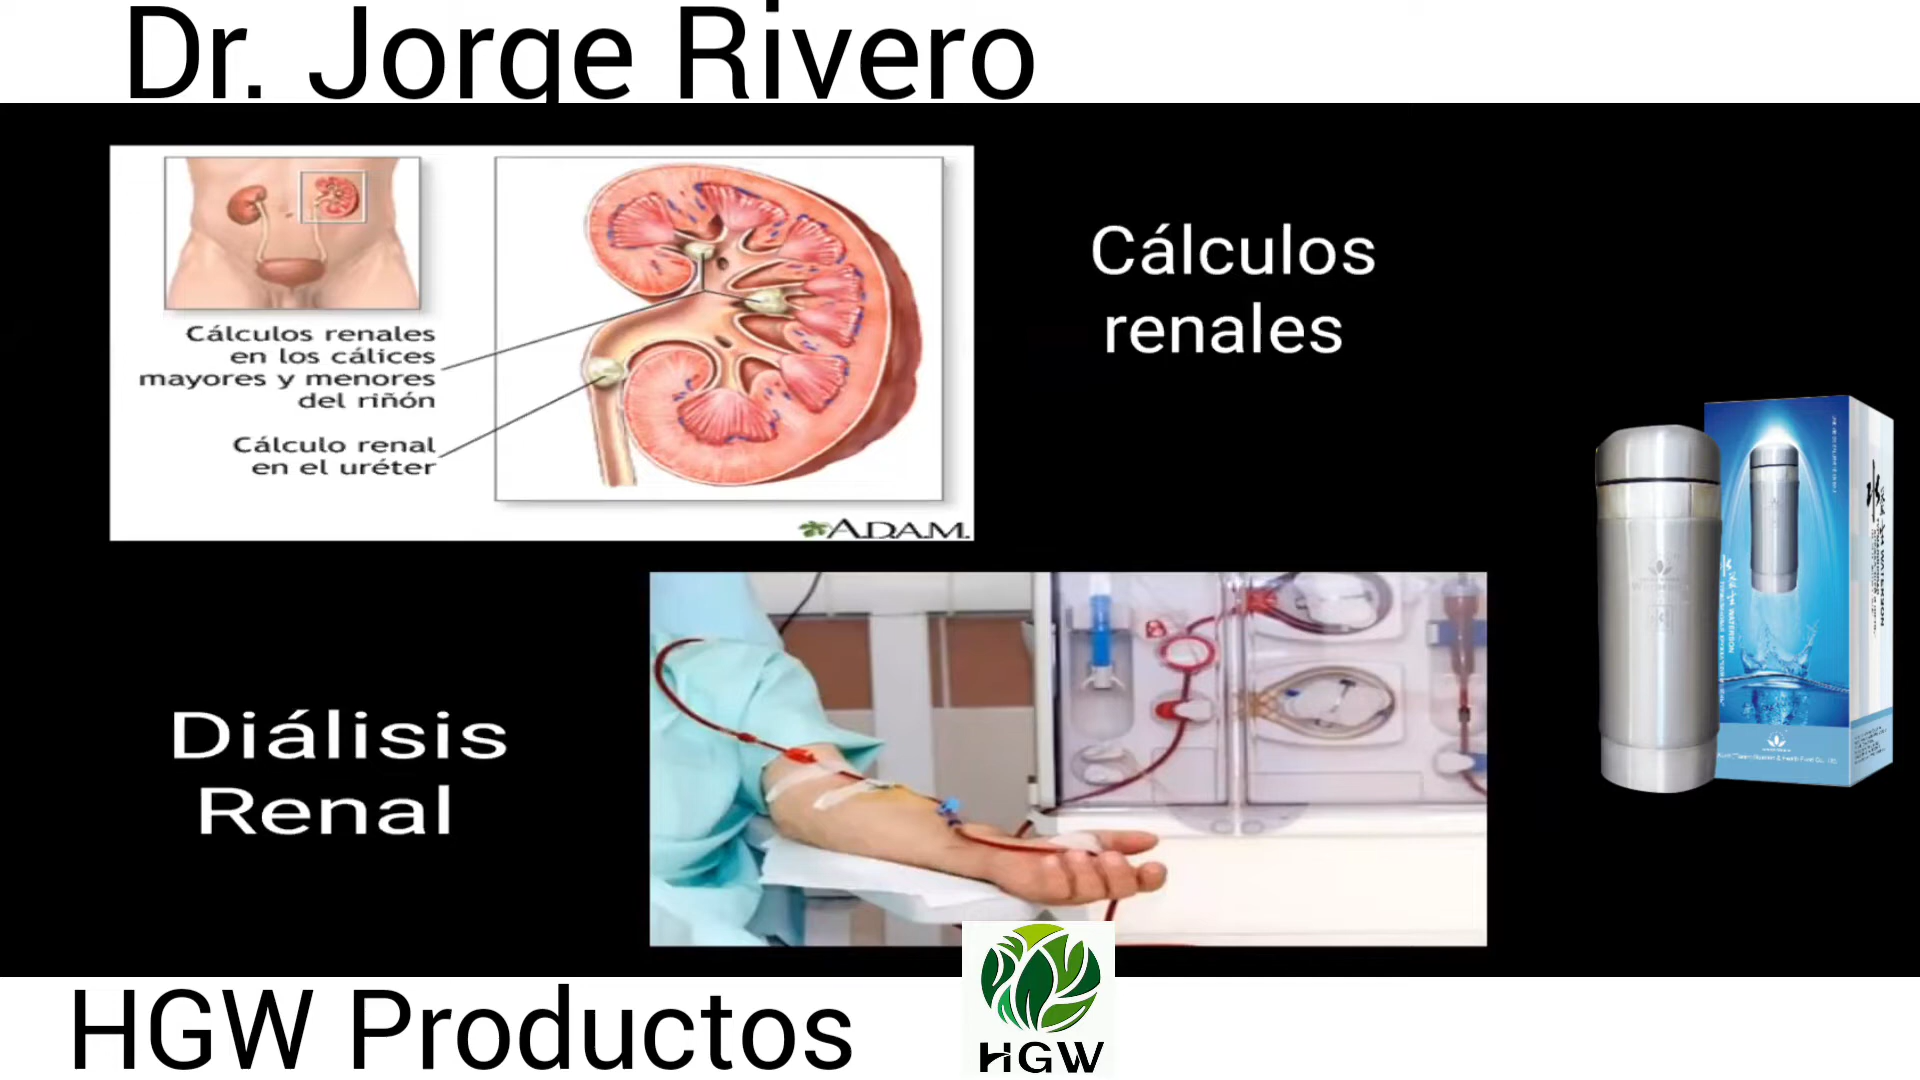 Dr. Jorge Rivero
Cálculos renales
en los cálices
mayores y menores
del riñón
Cálculo renal
en el uréter
A.D.A.M.
Cálculos
renales
Diálisis
Renal
HGW Productos
HGW